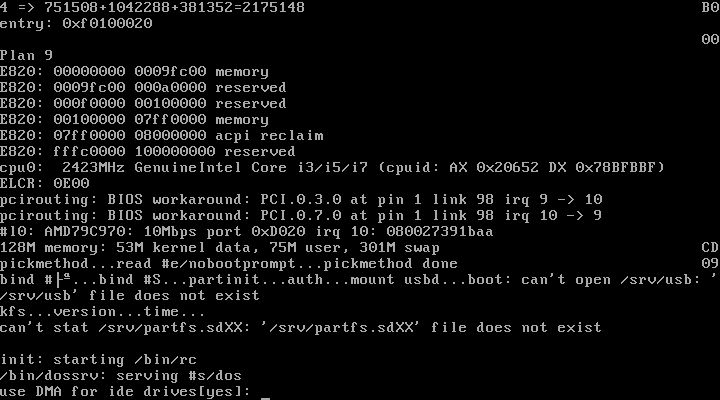 4 => 751508+1042288+381352=2175148 B0
entry: 0xf0100020
00
Plan 9
E820: 00000000 0009fc00 memory
E820: 0009fc00 000a0000 reserved
E820: 000f0000 00100000 reserved
E820: 00100000 07ff0000 memory
E820: 07ff0000 08000000 acpi reclaim
E820: fffc0000 100000000 reserved
cpu0:  2423MHz GenuineIntel Core i3/i5/i7 (cpuid: AX 0x20652 DX 0x78BFBBF)
ELCR: 0E00
pcirouting: BIOS workaround: PCI.0.3.0 at pin 1 link 98 irq 9 -> 10
pcirouting: BIOS workaround: PCI.0.7.0 at pin 1 link 98 irq 10 -> 9
#l0: AMD79C970: 10Mbps port 0xD020 irq 10: 080027391baa
128M memory: 53M kernel data, 75M user, 301M swap CD
pickmethod...read #e/nobootprompt...pickmethod done 09
bind #├ª...bind #S...partinit...auth...mount usbd...boot: can't open /srv/usb: '
/srv/usb' file does not exist
kfs...version...time...
can't stat /srv/partfs.sdXX: '/srv/partfs.sdXX' file does not exist
init: starting /bin/rc
/bin/dossrv: serving #s/dos
use DMA for ide drives[yes]: _